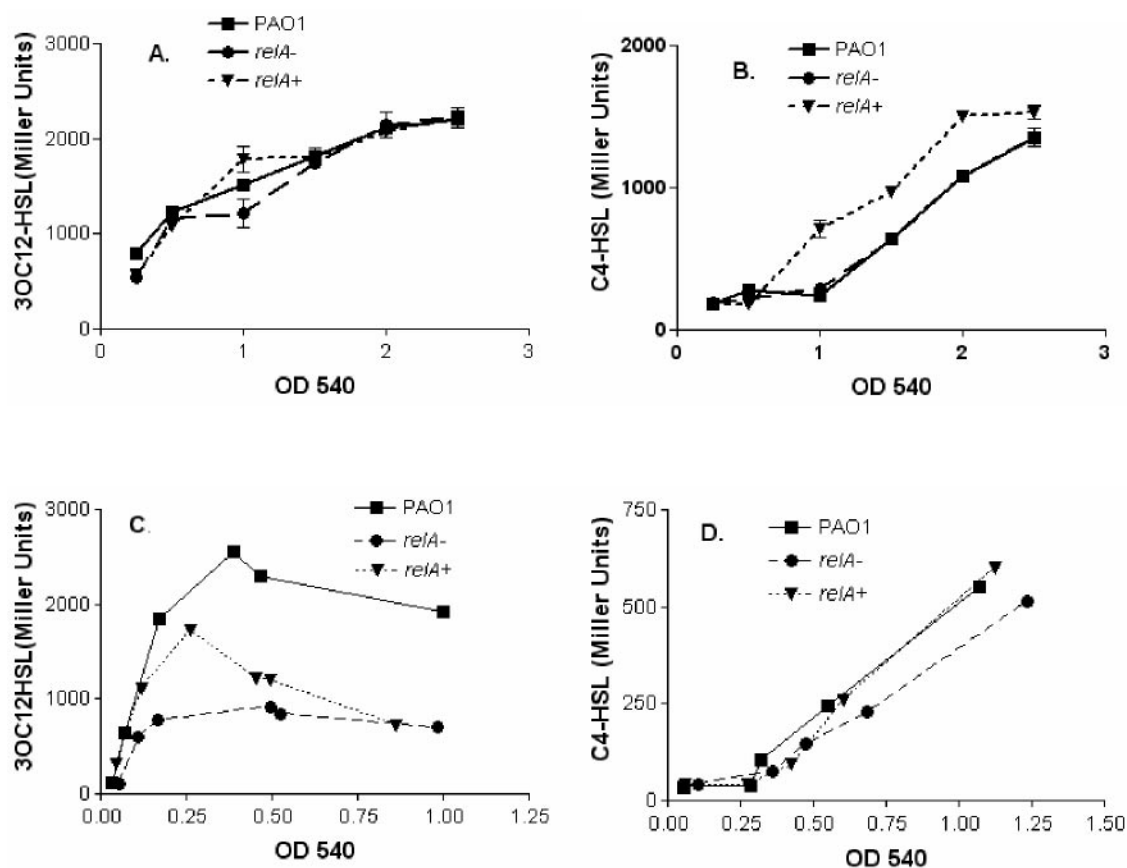 A.
PAO1
relA-
relA+
3OC12-HSL(Miller Units)
3000
2000
1000
0
0 1 2 3
OD 540
B.
PAO1
relA-
relA+
C4-HSL (Miller Units)
2000
1000
0
0 1 2 3
OD 540
C.
PAO1
relA-
relA+
3OC12HSL(Miller Units)
3000
2000
1000
0
0.00 0.25 0.50 0.75 1.00 1.25
OD 540
D.
PAO1
relA-
relA+
C4-HSL (Miller Units)
750
500
250
0
0.00 0.25 0.50 0.75 1.00 1.25 1.50
OD 540